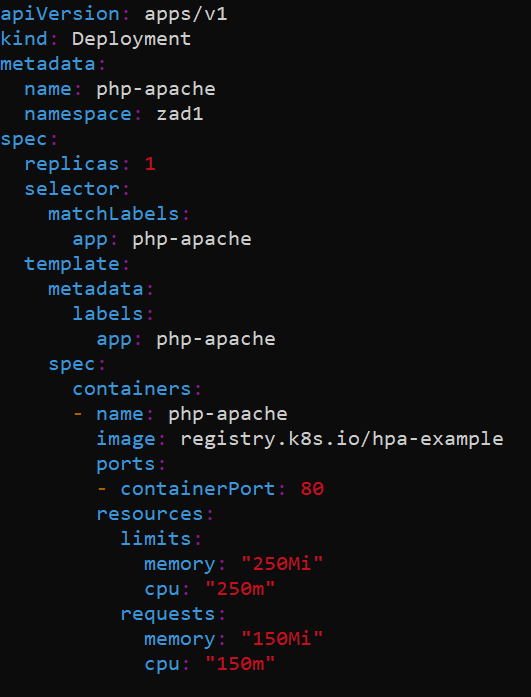 apiVersion: apps/v1
kind: Deployment
metadata:
  name: php-apache
  namespace: zad1
spec:
  replicas: 1
  selector:
    matchLabels:
      app: php-apache
  template:
    metadata:
      labels:
        app: php-apache
    spec:
      containers:
      - name: php-apache
        image: registry.k8s.io/hpa-example
        ports:
        - containerPort: 80
        resources:
          limits:
            memory: "250Mi"
            cpu: "250m"
          requests:
            memory: "150Mi"
            cpu: "150m"